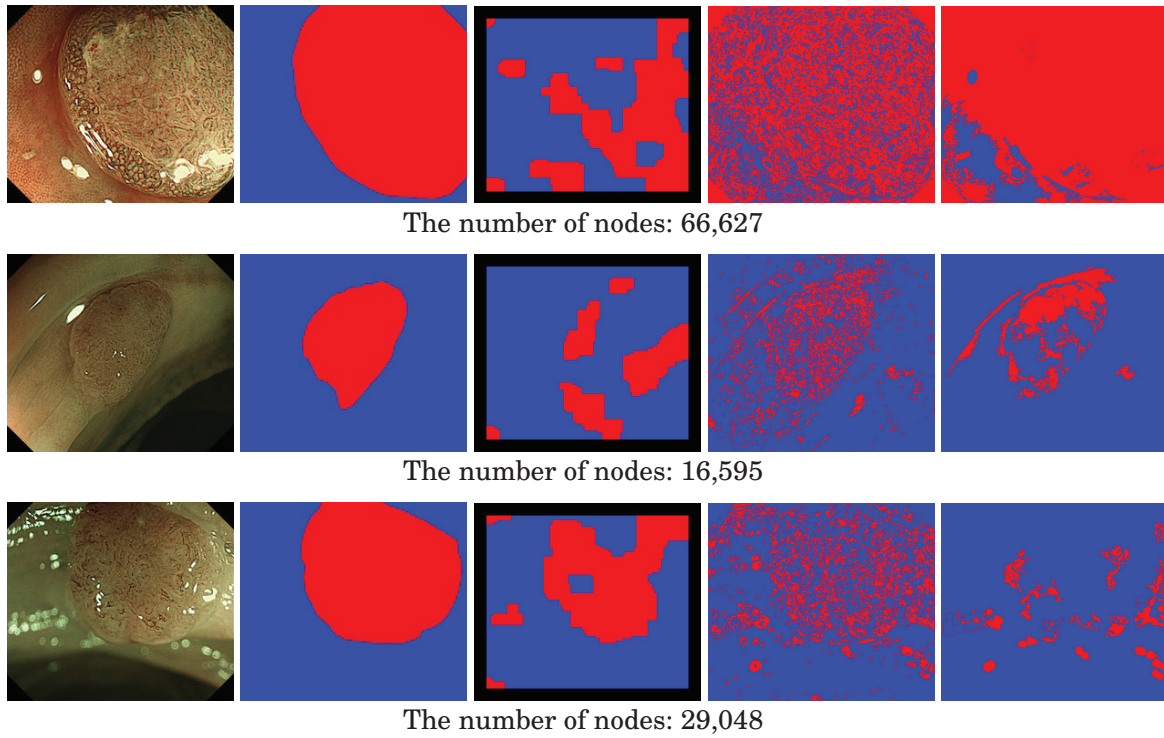 The number of nodes: 66,627
The number of nodes: 16,595
The number of nodes: 29,048